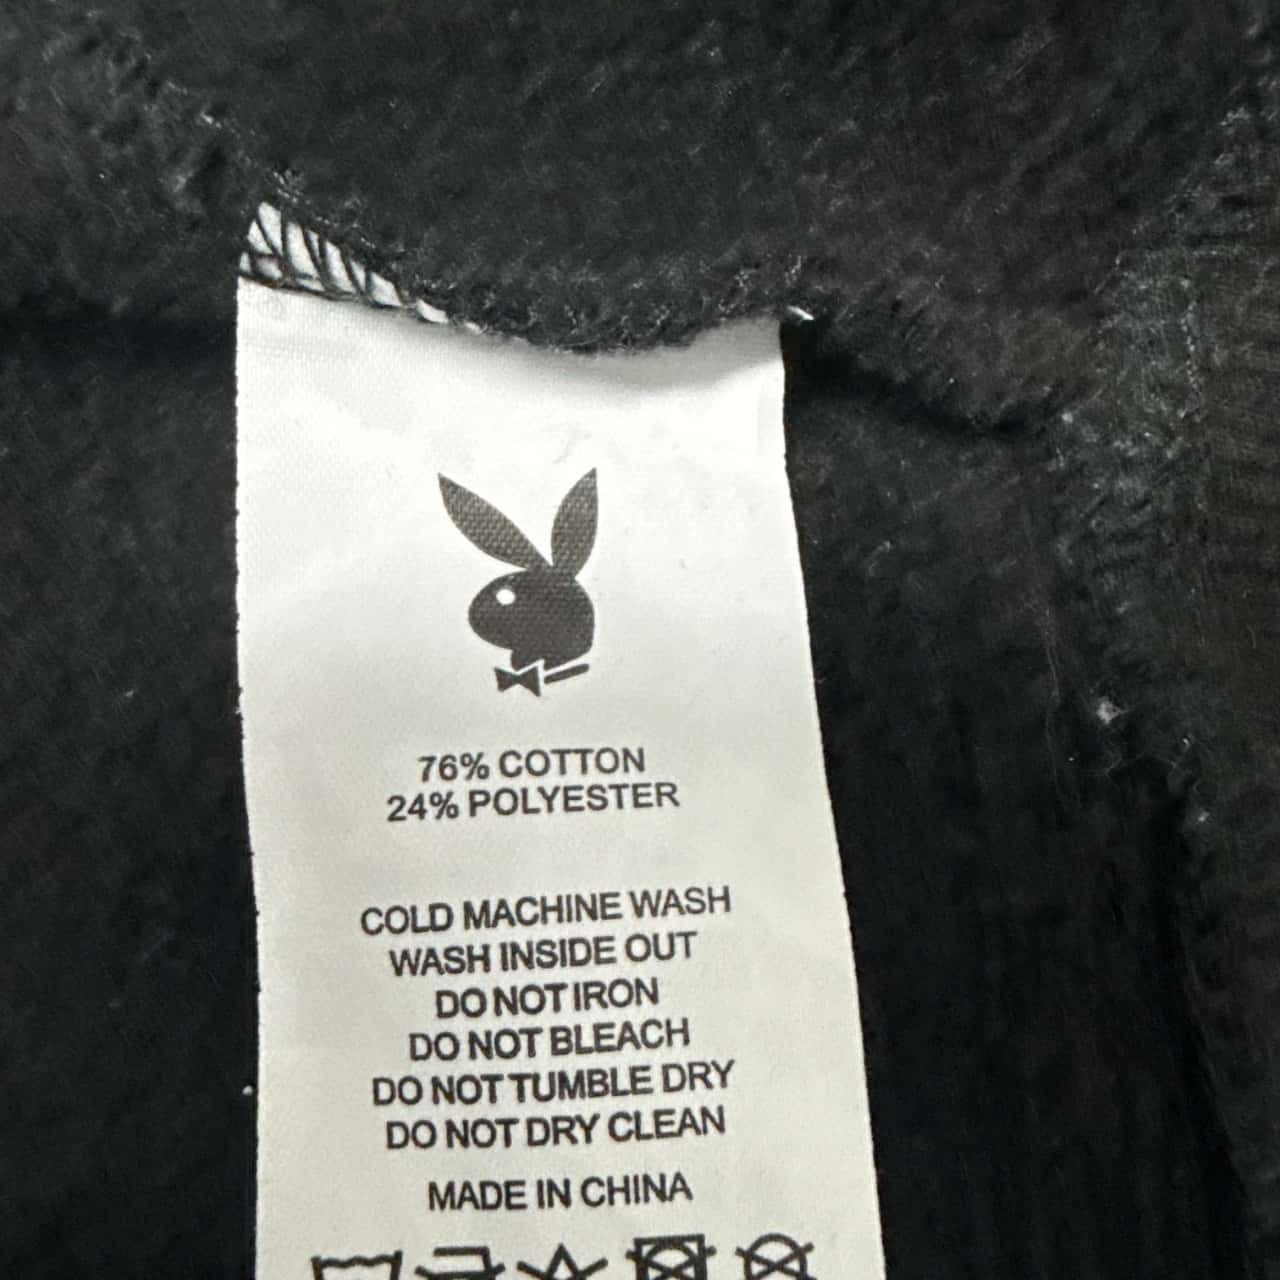 76% COTTON
24% POLYESTER
COLD MACHINE WASH
WASH INSIDE OUT
DO NOT IRON
DO NOT BLEACH
DO NOT TUMBLE DRY
DO NOT DRY CLEAN
MADE IN CHINA